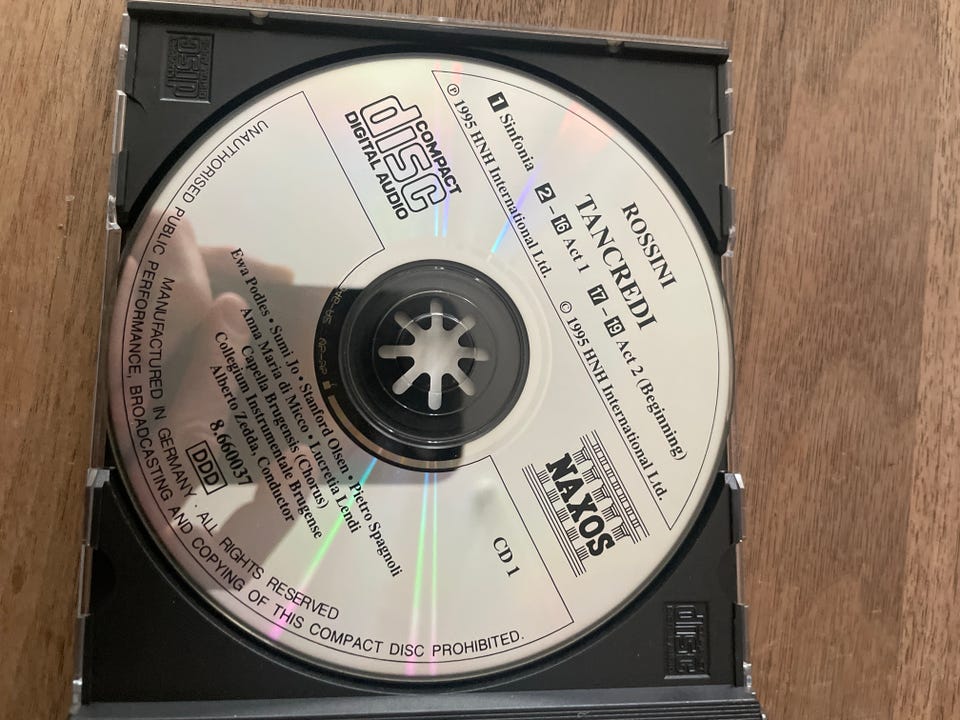 ROSSINI
TANCREDI
1 Sinfonia 2 - 16 Act 1 17 - 19 Act 2 (Beginning)
℗ 1995 HNH International Ltd. © 1995 HNH International Ltd.
COMPACT
disc
DIGITAL AUDIO
NAXOS
CD 1
Ewa Podles • Sumi Jo • Stanford Olsen • Pietro Spagnoli
Anna Maria di Micco • Lucretia Lendi
Capella Brugensis (Chorus)
Collegium Instrumentale Brugense
Alberto Zedda, Conductor
8.660037
DDD
MANUFACTURED IN GERMANY · ALL RIGHTS RESERVED
UNAUTHORISED PUBLIC PERFORMANCE, BROADCASTING AND COPYING OF THIS COMPACT DISC PROHIBITED.
disc
disc